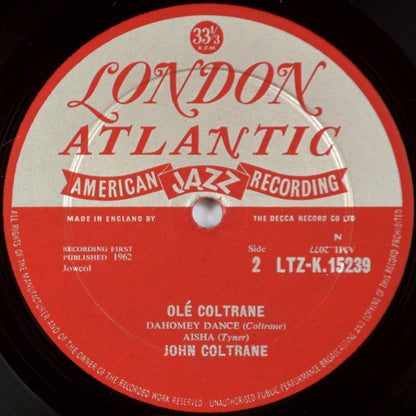 33⅓
R.P.M
LONDON
ATLANTIC
AMERICAN JAZZ RECORDING
MADE IN ENGLAND BY THE DECCA RECORD CO LTD
RECORDING FIRST
PUBLISHED 1962
Jowcol
N
AML.2077
Side
2 LTZ-K.15239
OLÉ COLTRANE
DAHOMEY DANCE (Coltrane)
AISHA (Tyner)
JOHN COLTRANE
ALL RIGHTS OF THE MANUFACTURER AND OF THE OWNER OF THE RECORDED WORK RESERVED UNAUTHORISED PUBLIC PERFORMANCE BROADCASTING AND COPYING OF THIS RECORD PROHIBITED